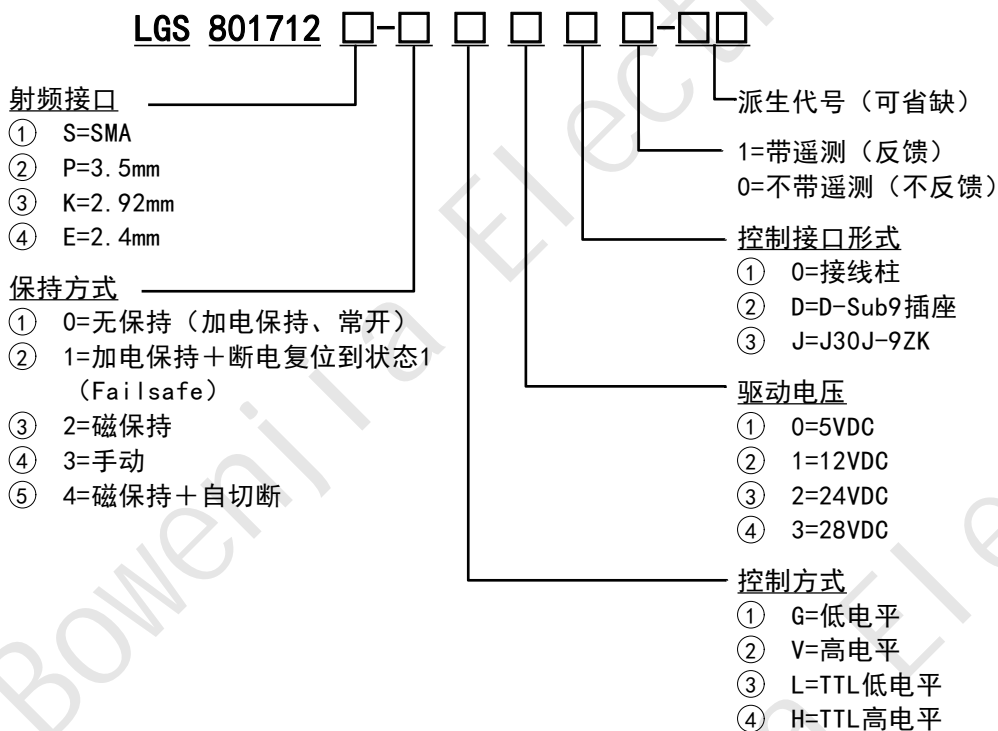 LGS 801712 □-□ □ □ □ □-□□
射频接口
① S=SMA
② P=3.5mm
③ K=2.92mm
④ E=2.4mm
保持方式
① 0=无保持（加电保持、常开）
② 1=加电保持＋断电复位到状态1
（Failsafe）
③ 2=磁保持
④ 3=手动
⑤ 4=磁保持＋自切断
派生代号（可省缺）
1=带遥测（反馈）
0=不带遥测（不反馈）
控制接口形式
① 0=接线柱
② D=D-Sub9插座
③ J=J30J-9ZK
驱动电压
① 0=5VDC
② 1=12VDC
③ 2=24VDC
④ 3=28VDC
控制方式
① G=低电平
② V=高电平
③ L=TTL低电平
④ H=TTL高电平